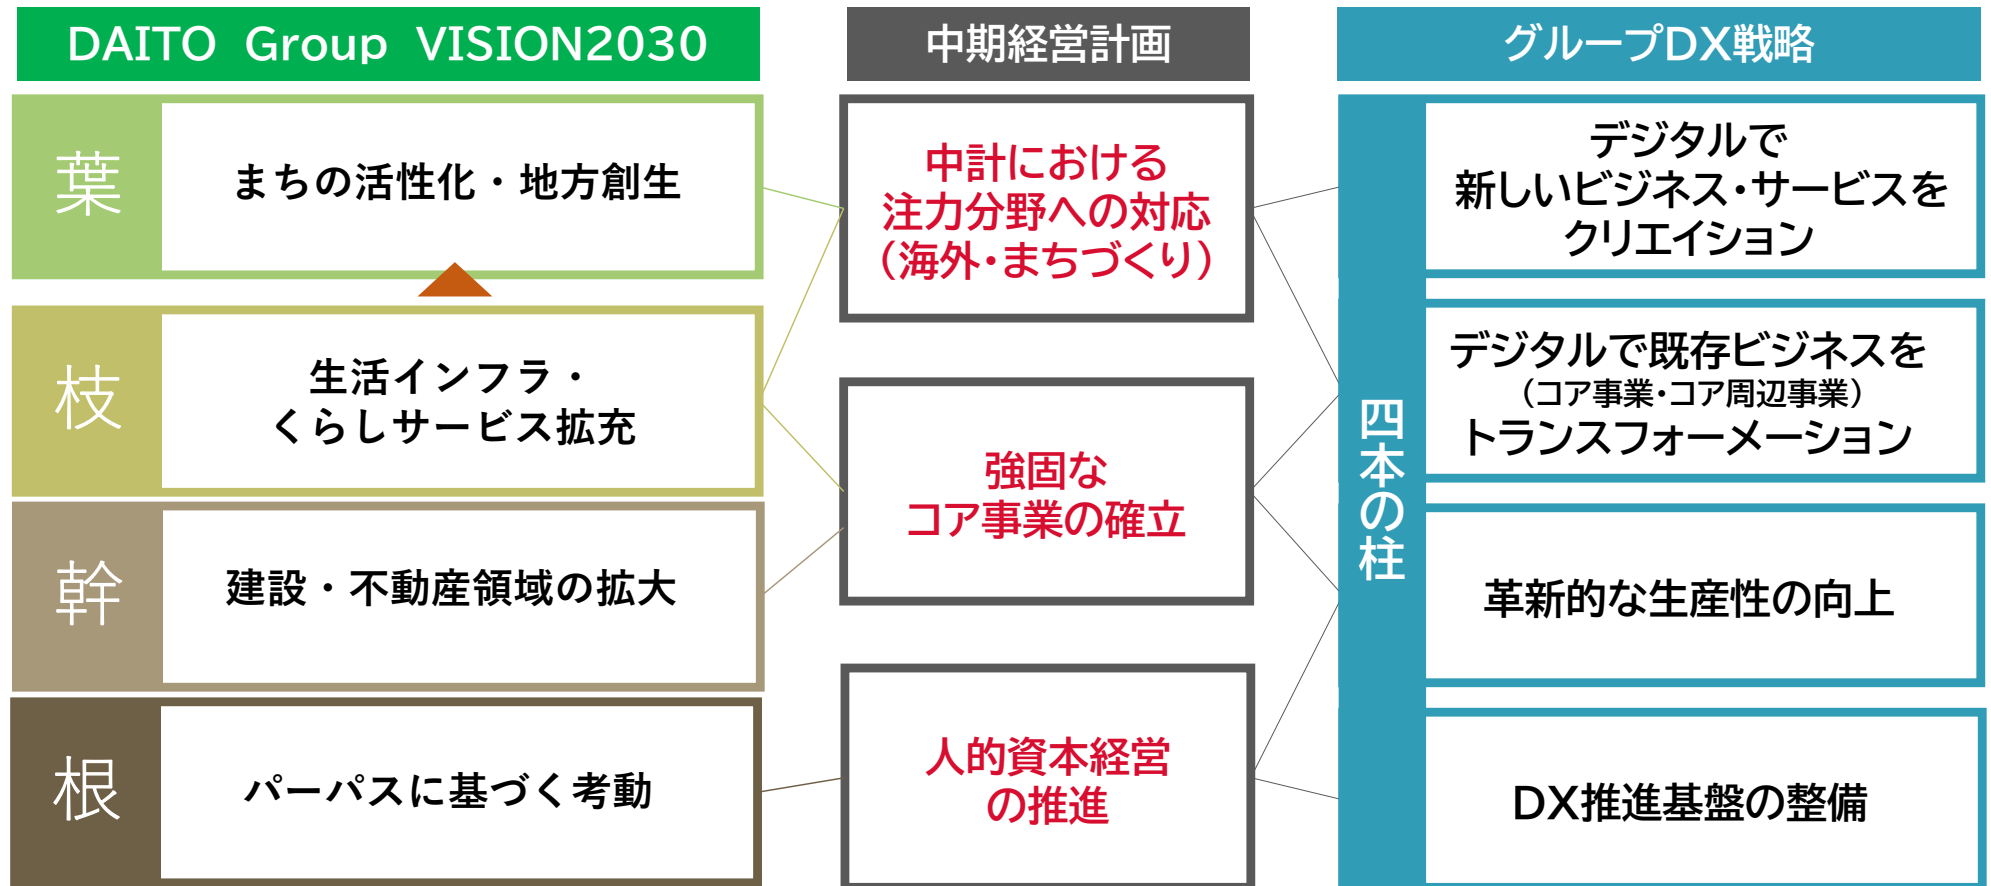 DAITO Group VISION2030
葉
まちの活性化・地方創生
枝
生活インフラ・
くらしサービス拡充
幹
建設・不動産領域の拡大
根
パーパスに基づく考動
中期経営計画
中計における
注力分野への対応
（海外・まちづくり）
強固な
コア事業の確立
人的資本経営
の推進
グループDX戦略
四本の柱
デジタルで
新しいビジネス・サービスを
クリエイション
デジタルで既存ビジネスを
（コア事業・コア周辺事業）
トランスフォーメーション
革新的な生産性の向上
DX推進基盤の整備